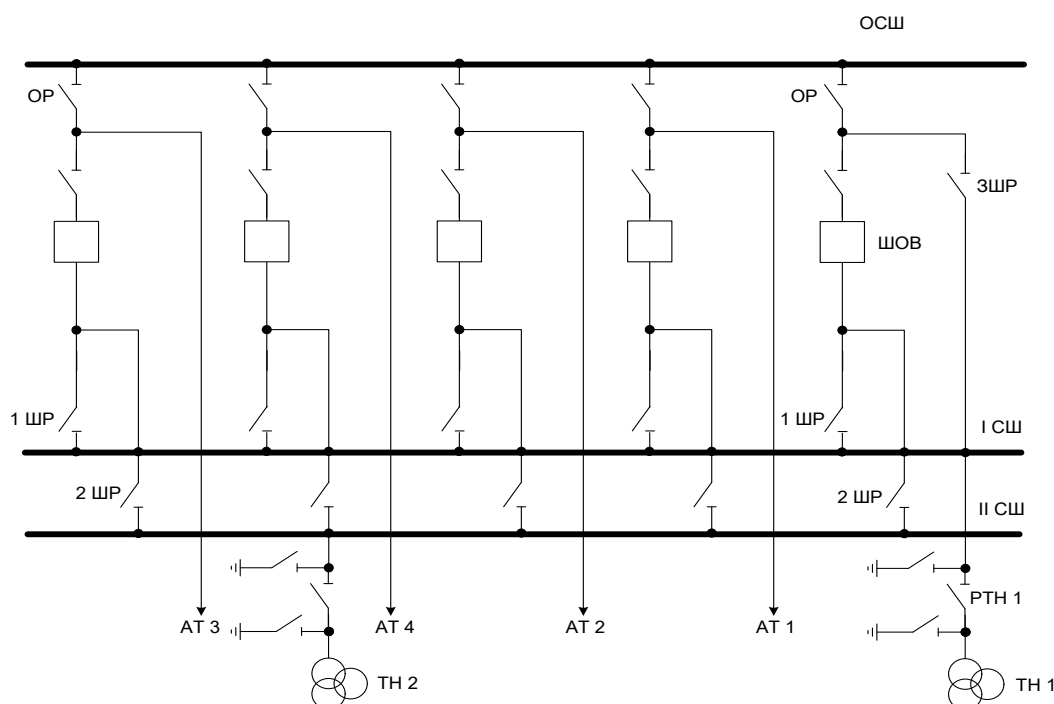 ОСШ
ОР
ОР
3ШР
ШОВ
1 ШР
1 ШР
I СШ
2 ШР
2 ШР
II СШ
РТН 1
АТ 3
АТ 4
АТ 2
АТ 1
ТН 2
ТН 1